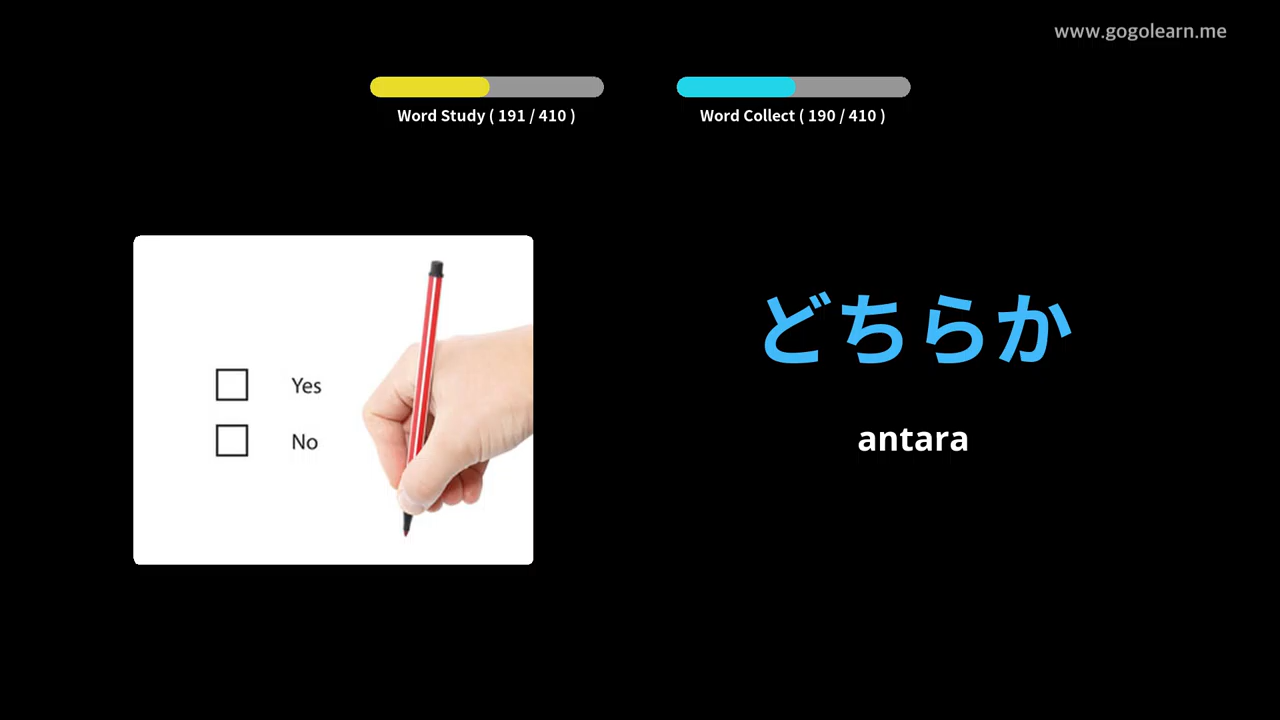 www.gogolearn.me
Word Study ( 191 / 410 )
Word Collect ( 190 / 410 )
Yes
No
どちらか
antara